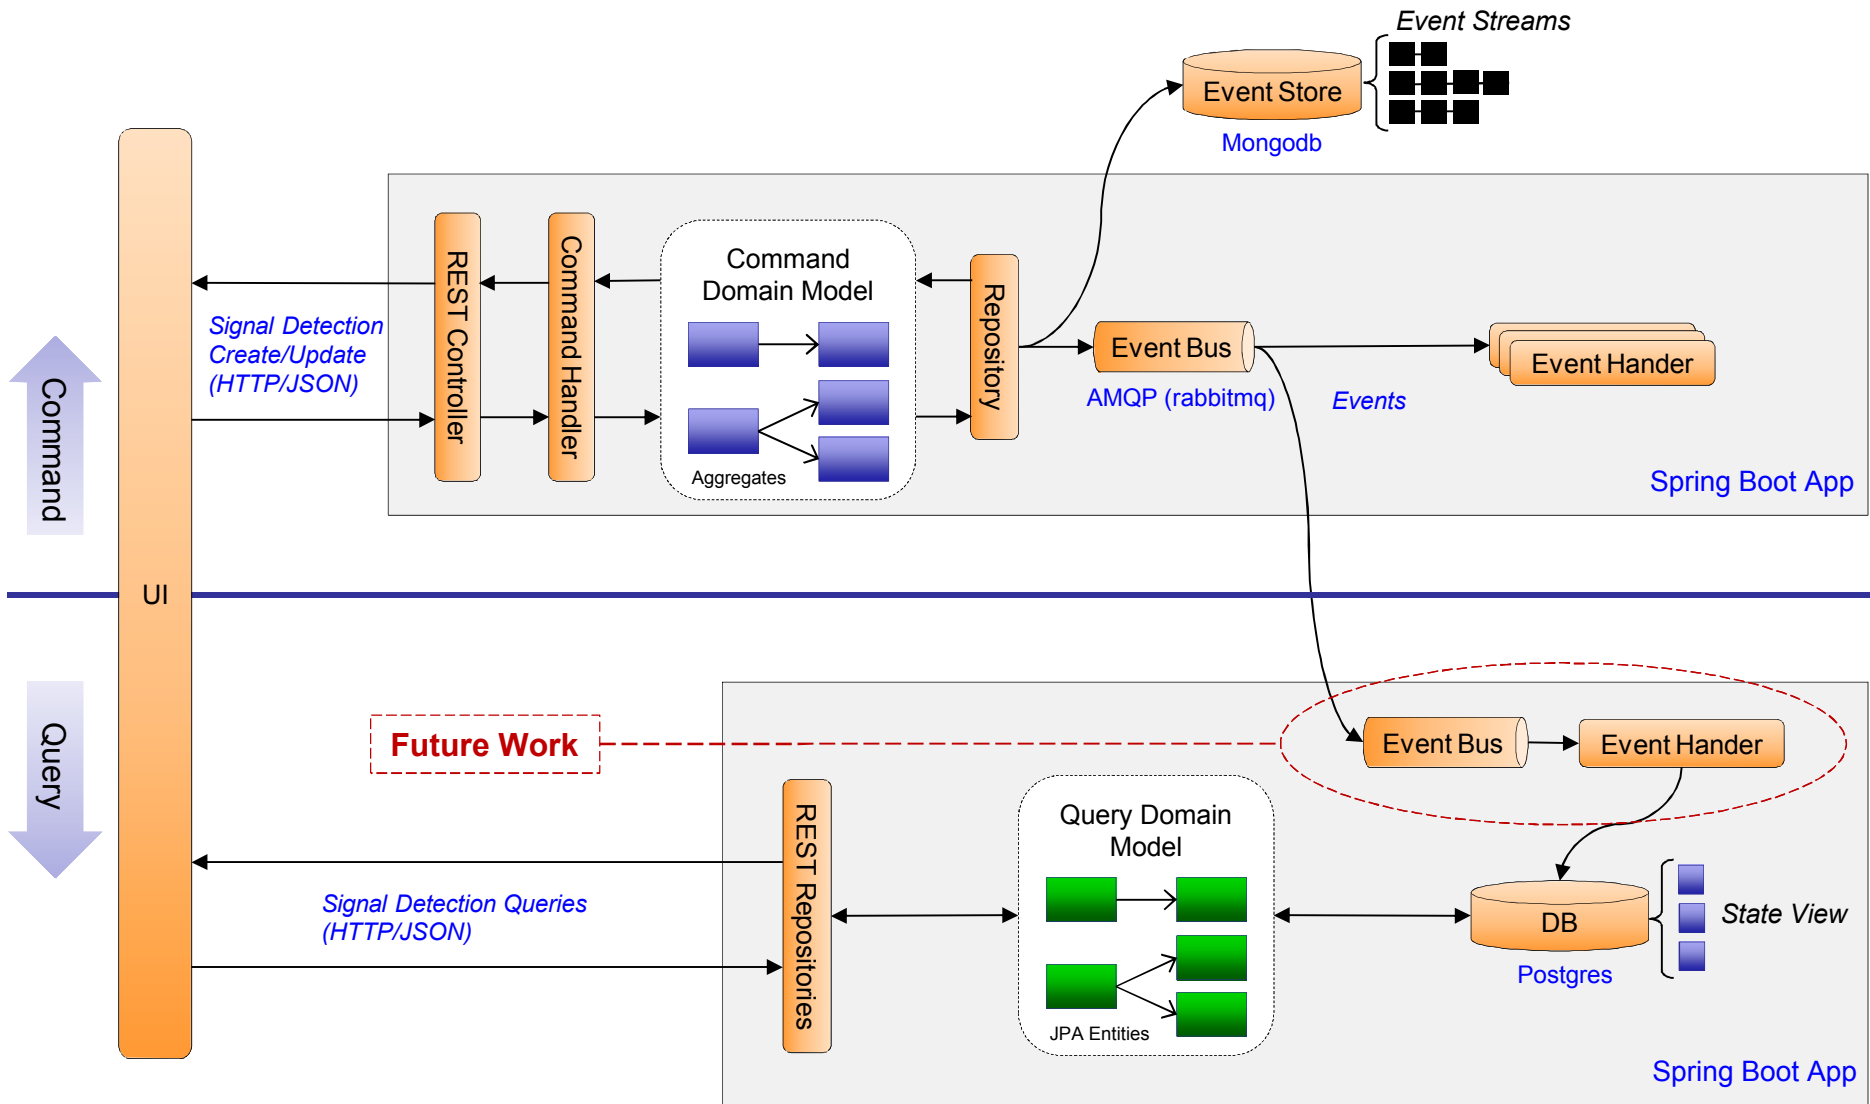 Event Streams
Event Store
Mongodb
REST Controller
Command Handler
Command
Domain Model
Aggregates
Repository
Event Bus
AMQP (rabbitmq)
Events
Event Hander
Spring Boot App
Signal Detection
Create/Update
(HTTP/JSON)
Command
UI
Query
Future Work
Event Bus
Event Hander
REST Repositories
Query Domain
Model
JPA Entities
Signal Detection Queries
(HTTP/JSON)
DB
Postgres
State View
Spring Boot App